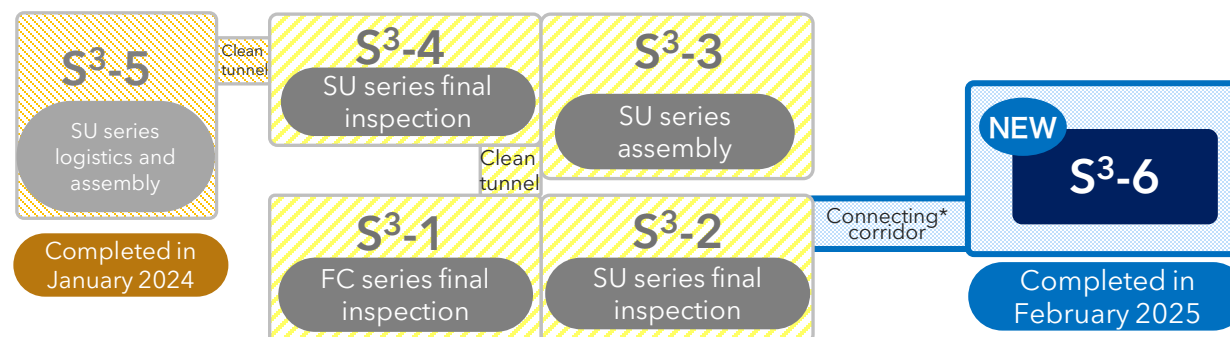 S³-5
SU series
logistics and
assembly
Completed in
January 2024
Clean
tunnel
S³-4
SU series final
inspection
S³-3
SU series
assembly
Clean
tunnel
S³-1
FC series final
inspection
S³-2
SU series final
inspection
Connecting*
corridor
NEW
S³-6
Completed in
February 2025